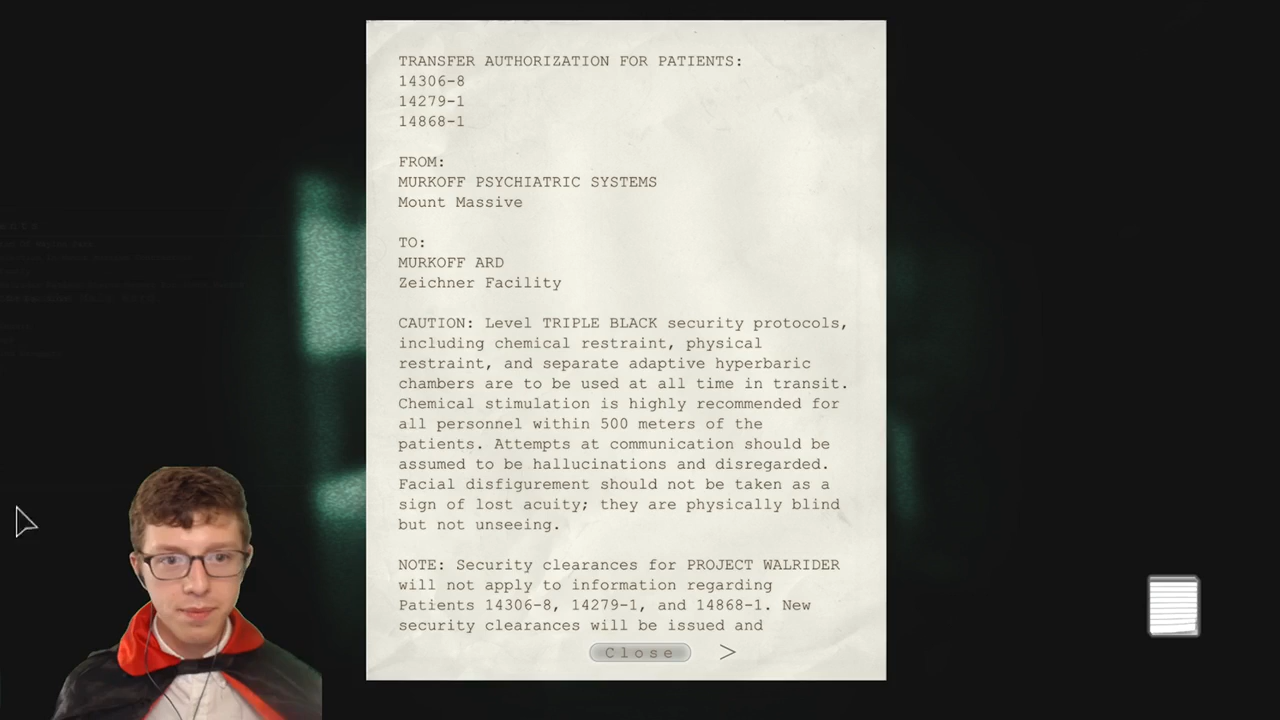 TRANSFER AUTHORIZATION FOR PATIENTS:
14306-8
14279-1
14868-1
FROM:
MURKOFF PSYCHIATRIC SYSTEMS
Mount Massive
TO:
MURKOFF ARD
Zeichner Facility
CAUTION: Level TRIPLE BLACK security protocols,
including chemical restraint, physical
restraint, and separate adaptive hyperbaric
chambers are to be used at all time in transit.
Chemical stimulation is highly recommended for
all personnel within 500 meters of the
patients. Attempts at communication should be
assumed to be hallucinations and disregarded.
Facial disfigurement should not be taken as a
sign of lost acuity; they are physically blind
but not unseeing.
NOTE: Security clearances for PROJECT WALRIDER
will not apply to information regarding
Patients 14306-8, 14279-1, and 14868-1. New
security clearances will be issued and
Close >